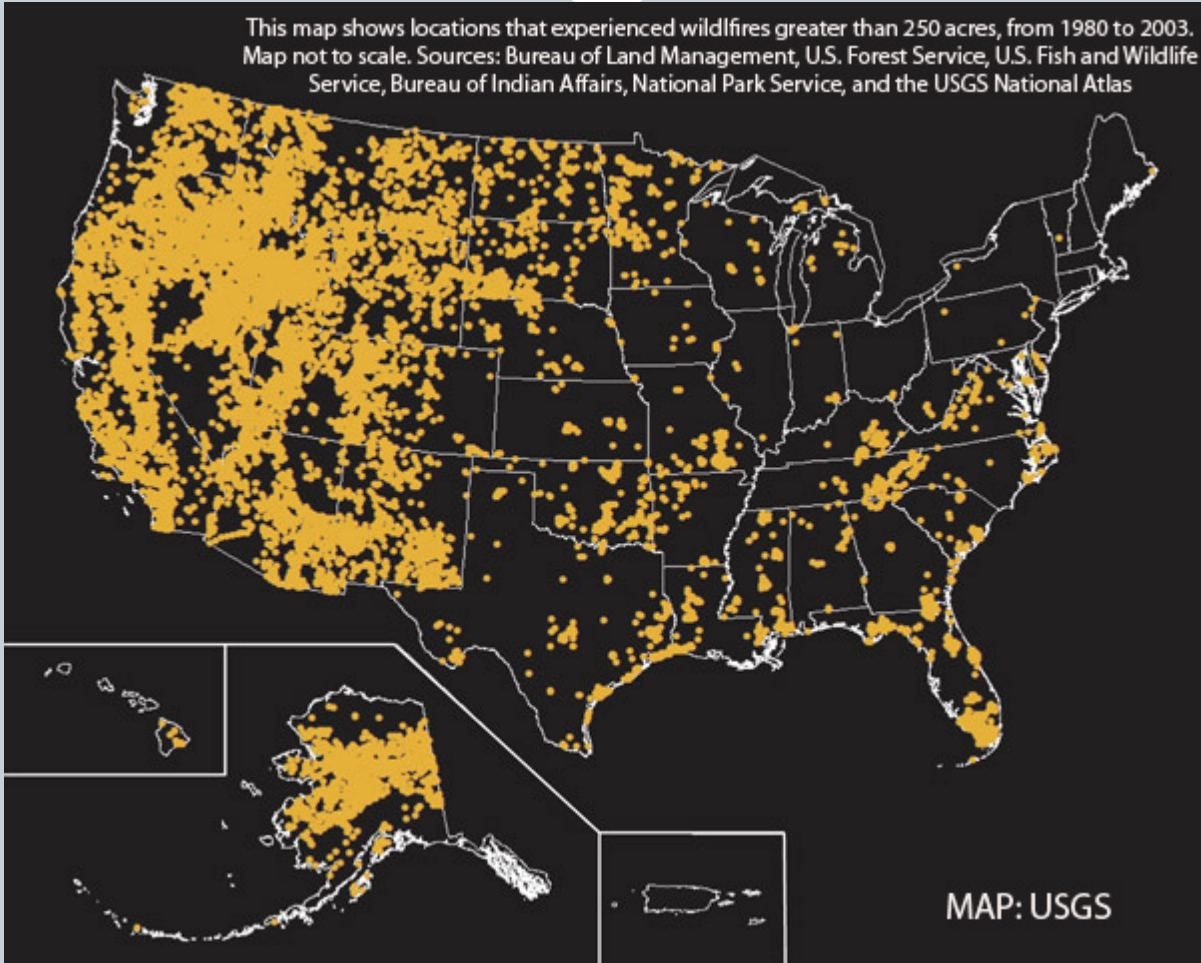 This map shows locations that experienced wildlfires greater than 250 acres, from 1980 to 2003.
Map not to scale. Sources: Bureau of Land Management, U.S. Forest Service, U.S. Fish and Wildlife
Service, Bureau of Indian Affairs, National Park Service, and the USGS National Atlas
MAP: USGS